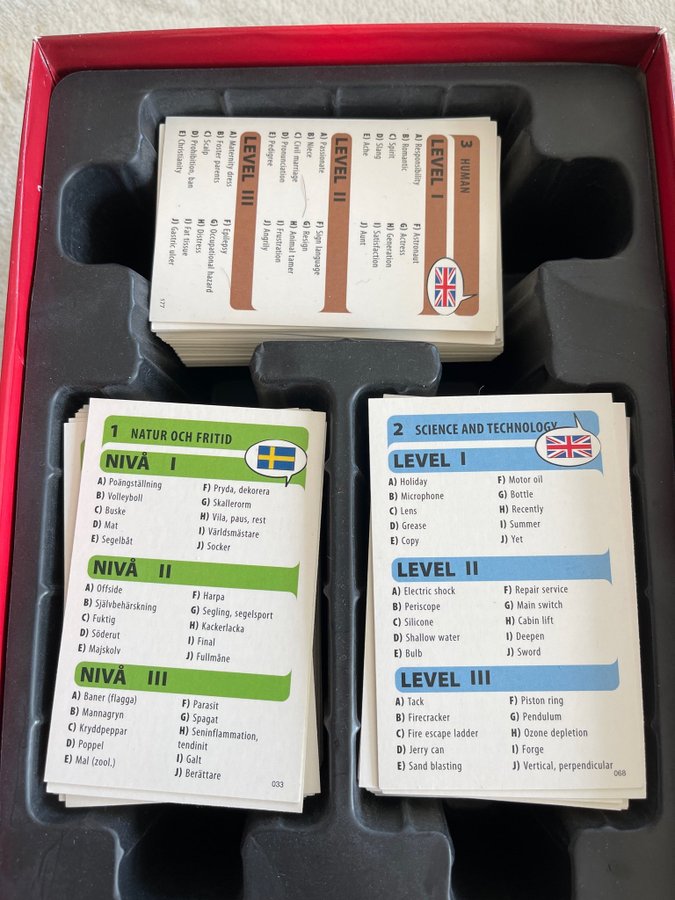 3 HUMAN
LEVEL I
A) Responsibility
B) Romantic
C) Spirit
D) Slang
E) Ache
F) Astronaut
G) Actress
H) Generation
I) Satisfaction
J) Aunt
LEVEL II
A) Passionate
B) Niece
C) Civil marriage
D) Pronunciation
E) Pedigree
F) Sign language
G) Resign
H) Animal tamer
I) Frustration
J) Angrily
LEVEL III
A) Maternity dress
B) Foster parents
C) Scalp
D) Prohibition, ban
E) Christianity
F) Epilepsy
G) Occupational hazard
H) Distress
I) Fat tissue
J) Gastric ulcer
177
1 NATUR OCH FRITID
NIVÅ I
A) Poängställning
B) Volleyboll
C) Buske
D) Mat
E) Segelbåt
F) Pryda, dekorera
G) Skallerorm
H) Vila, paus, rest
I) Världsmästare
J) Socker
NIVÅ II
A) Offside
B) Självbehärskning
C) Fuktig
D) Söderut
E) Majskolv
F) Harpa
G) Segling, segelsport
H) Kackerlacka
I) Final
J) Fullmåne
NIVÅ III
A) Baner (flagga)
B) Mannagryn
C) Kryddpeppar
D) Poppel
E) Mal (zool.)
F) Parasit
G) Spagat
H) Seninflammation,
tendinit
I) Galt
J) Berättare
033
2 SCIENCE AND TECHNOLOGY
LEVEL I
A) Holiday
B) Microphone
C) Lens
D) Grease
E) Copy
F) Motor oil
G) Bottle
H) Recently
I) Summer
J) Yet
LEVEL II
A) Electric shock
B) Periscope
C) Silicone
D) Shallow water
E) Bulb
F) Repair service
G) Main switch
H) Cabin lift
I) Deepen
J) Sword
LEVEL III
A) Tack
B) Firecracker
C) Fire escape ladder
D) Jerry can
E) Sand blasting
F) Piston ring
G) Pendulum
H) Ozone depletion
I) Forge
J) Vertical, perpendicular
068